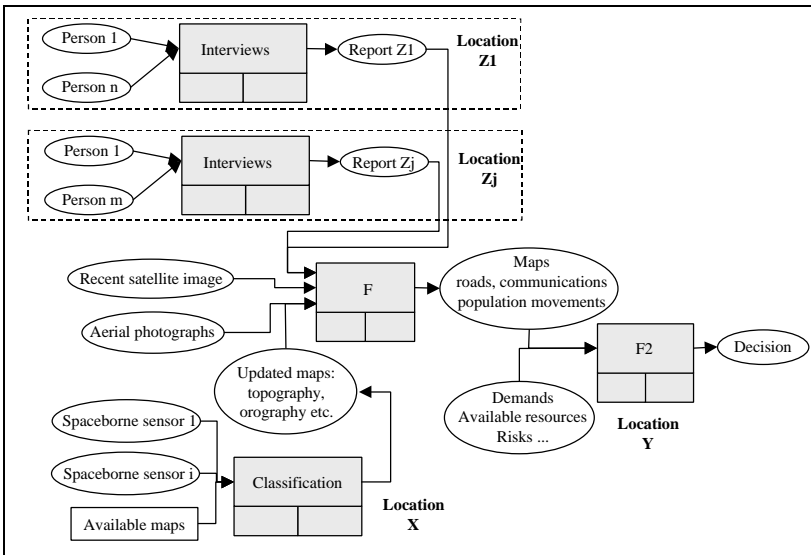 Person 1
Person n
Interviews
Report Z1
Location
Z1
Person 1
Person m
Interviews
Report Zj
Location
Zj
Recent satellite image
Aerial photographs
F
Maps
roads, communications
population movements
F2
Decision
Updated maps:
topography,
orography etc.
Demands
Available resources
Risks ...
Location
Y
Spaceborne sensor 1
Spaceborne sensor i
Available maps
Classification
Location
X